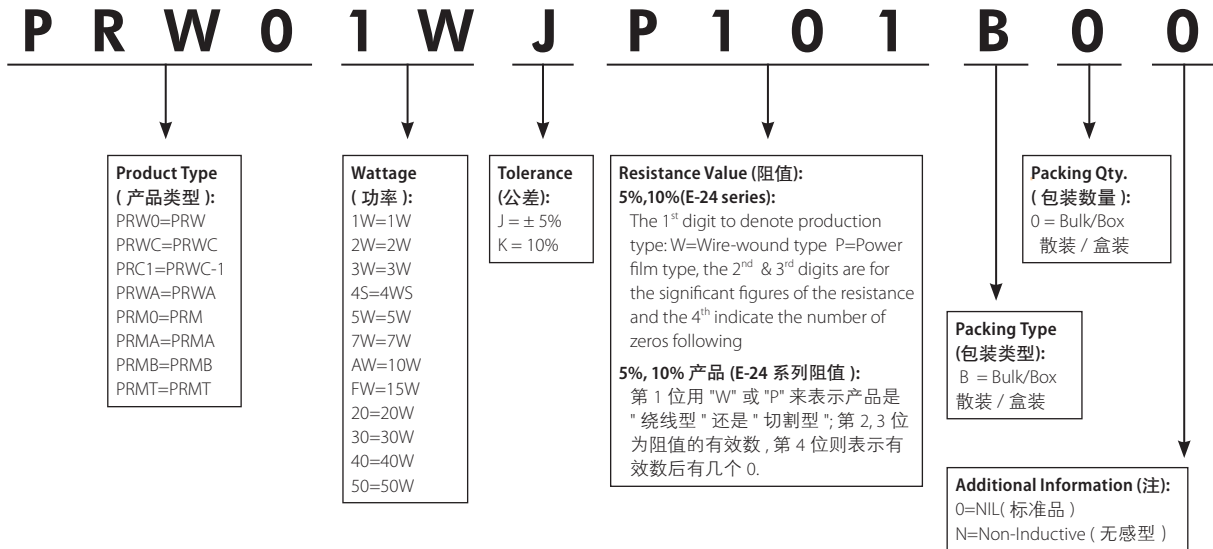 P R W 0 1 W J P 1 0 1 B 0 0
Product Type
( 产品类型 ):
PRW0=PRW
PRWC=PRWC
PRC1=PRWC-1
PRWA=PRWA
PRM0=PRM
PRMA=PRMA
PRMB=PRMB
PRMT=PRMT
Wattage
( 功率 ):
1W=1W
2W=2W
3W=3W
4S=4WS
5W=5W
7W=7W
AW=10W
FW=15W
20=20W
30=30W
40=40W
50=50W
Tolerance
(公差):
J = ± 5%
K = 10%
Resistance Value (阻值):
5%,10%(E-24 series):
The 1st digit to denote production
type: W=Wire-wound type P=Power
film type, the 2nd & 3rd digits are for
the significant figures of the resistance
and the 4th indicate the number of
zeros following
5%, 10% 产品 (E-24 系列阻值 ):
第 1 位用 "W" 或 "P" 来表示产品是
" 绕线型 " 还是 " 切割型 "; 第 2, 3 位
为阻值的有效数 , 第 4 位则表示有
效数后有几个 0.
Packing Type
(包装类型):
B = Bulk/Box
散装 / 盒装
Packing Qty.
( 包装数量 ):
0 = Bulk/Box
散装 / 盒装
Additional Information (注):
0=NIL( 标准品 )
N=Non-Inductive ( 无感型 )